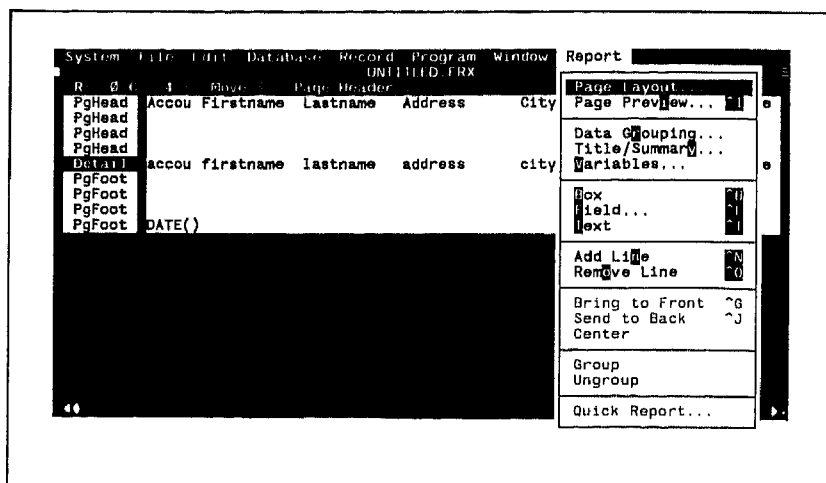 System File Edit Database Record Program Window Report
UNTITLED.FRX
R: 0 C: 4 Move Page Header
PgHead Accou Firstname Lastname Address City e
PgHead
PgHead
PgHead
Detail accou firstname lastname address city e
PgFoot
PgFoot
PgFoot
PgFoot DATE()
Page Layout...
Page Preview... ^I
Data Grouping...
Title/Summary...
Variables...
Box
Field...
Text ^T
Add Line ^N
Remove Line ^O
Bring to Front ^G
Send to Back ^J
Center
Group
Ungroup
Quick Report...